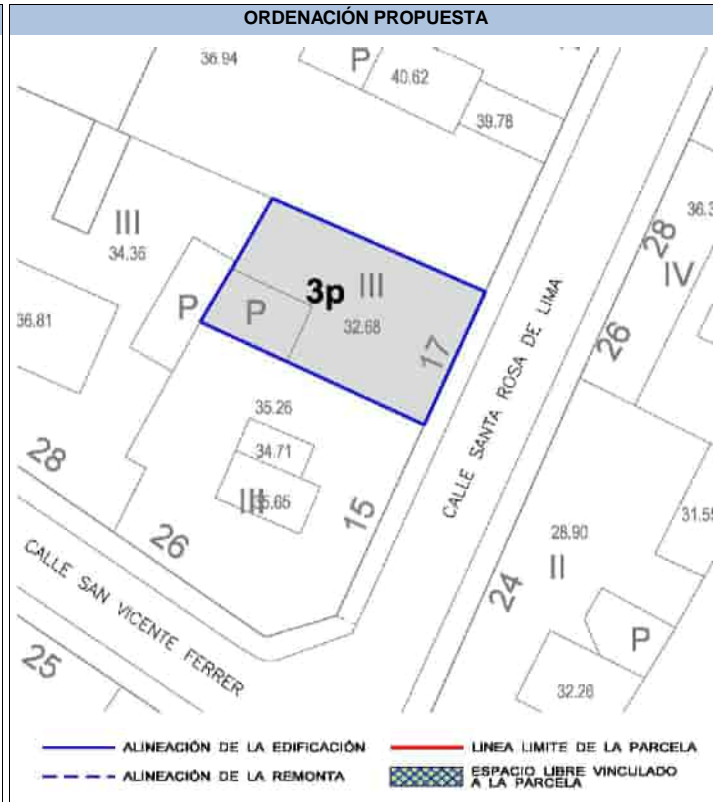 ORDENACIÓN PROPUESTA
36.94
P
40.62
39.78
36.3
28
IV
III
34.36
3p III
P
P
32.68
17
CALLE SANTA ROSA DE LIMA
26
36.81
35.26
34.71
III
35.65
15
28
26
31.55
28.90
II
24
CALLE SAN VICENTE FERRER
P
25
32.26
ALINEACIÓN DE LA EDIFICACIÓN
LINEA LIMITE DE LA PARCELA
ALINEACIÓN DE LA REMONTA
ESPACIO LIBRE VINCULADO
A LA PARCELA